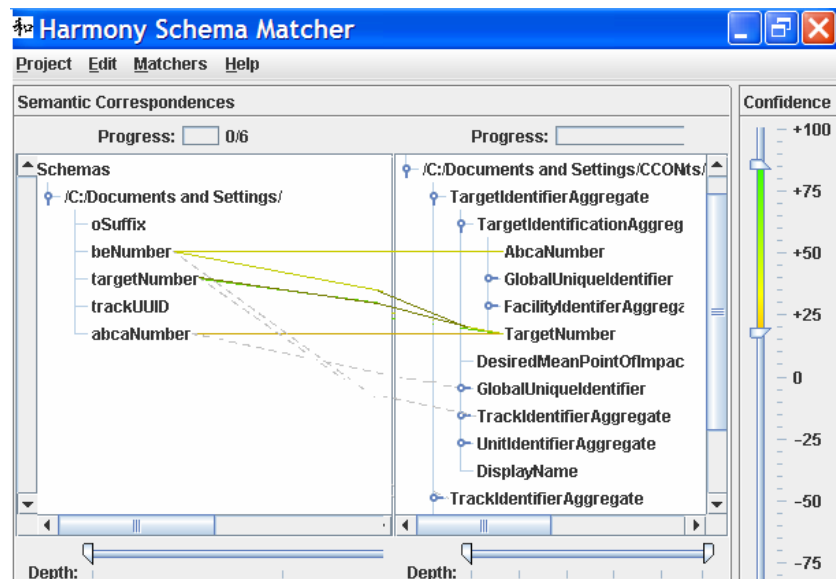 和 Harmony Schema Matcher
Project Edit Matchers Help
Semantic Correspondences
Confidence
Progress: 0/6
Progress:
Schemas
/C:/Documents and Settings/
oSuffix
beNumber
targetNumber
trackUUID
abcaNumber
/C:/Documents and Settings/CCONts/
TargetIdentifierAggregate
TargetIdentificationAggreg
AbcaNumber
GlobalUniqueIdentifier
FacilityIdentiferAggrega
TargetNumber
DesiredMeanPointOfImpac
GlobalUniqueIdentifier
TrackIdentifierAggregate
UnitIdentifierAggregate
DisplayName
TrackIdentifierAggregate
+100
+75
+50
+25
0
-25
-50
-75
Depth:
Depth: